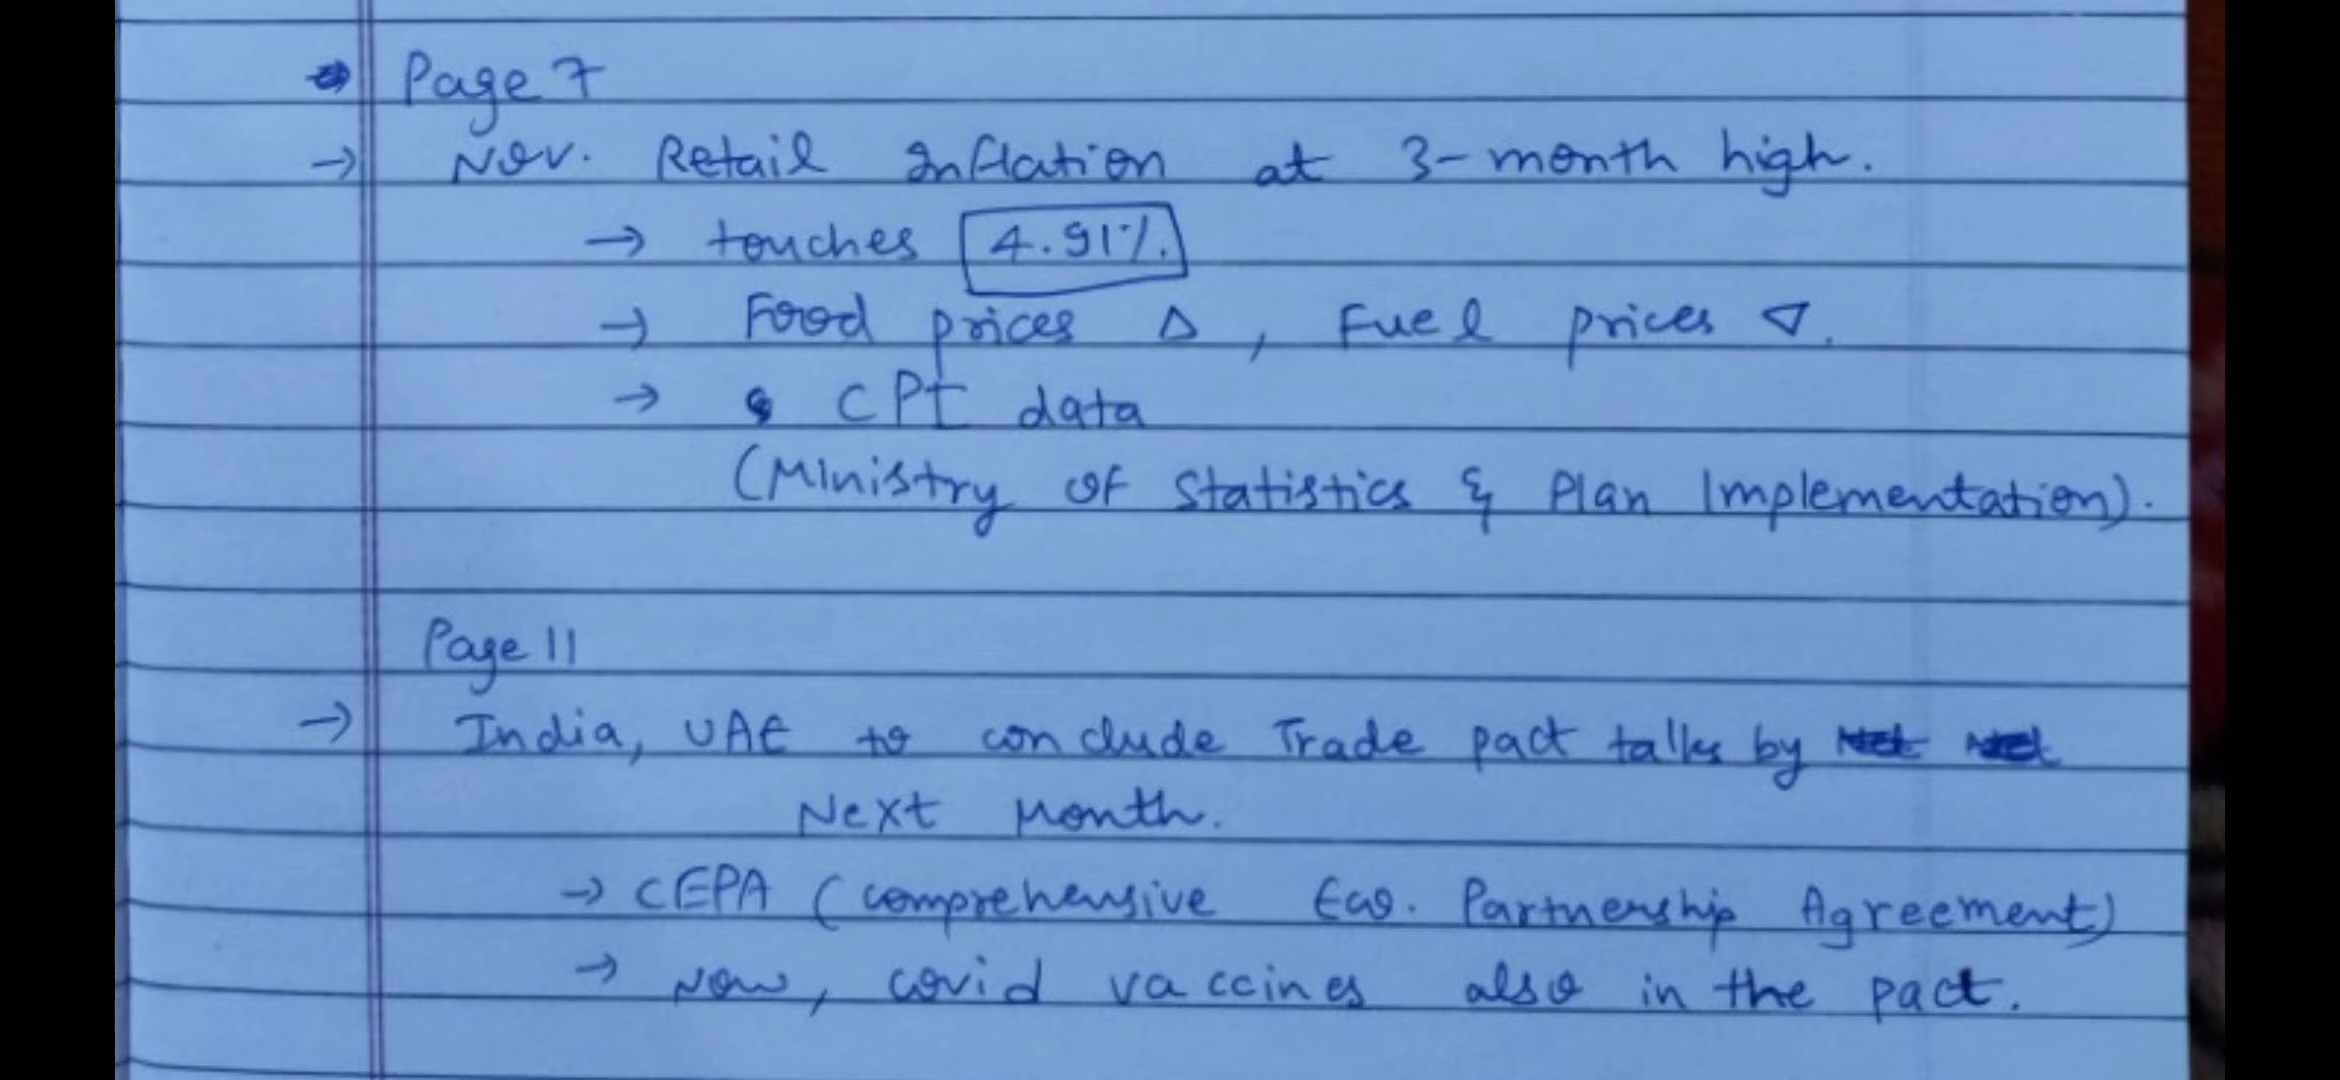 Page 7
→ Nov. Retail Inflation at 3-month high.
→ touches 4.91%.
→ Food prices △, Fuel prices ▽.
→ CPI data
(Ministry of Statistics & Plan Implementation).
Page 11
→ India, UAE to conclude Trade pact talks by
Next Month.
→ CEPA (Comprehensive Eco. Partnership Agreement)
→ Now, covid vaccines also in the pact.